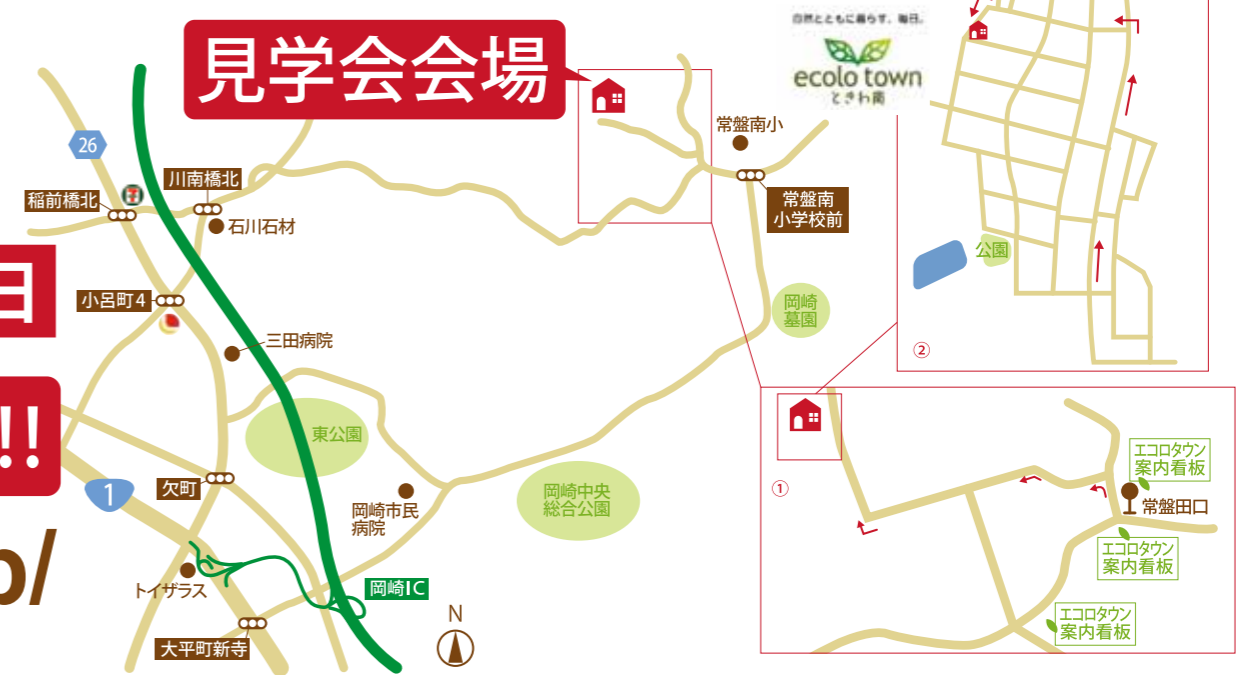 見学会会場
自然とともに暮らす、毎日。
ecolo town
ときわ南
常盤南小
常盤南
小学校前
26
川南橋北
稲前橋北
石川石材
日
小呂町4
三田病院
岡崎
墓園
公園
②
!!
東公園
1
欠町
岡崎市民
病院
岡崎中央
総合公園
①
エコロタウン
案内看板
常盤田口
エコロタウン
案内看板
エコロタウン
案内看板
/
トイザラス
岡崎IC
大平町新寺
N